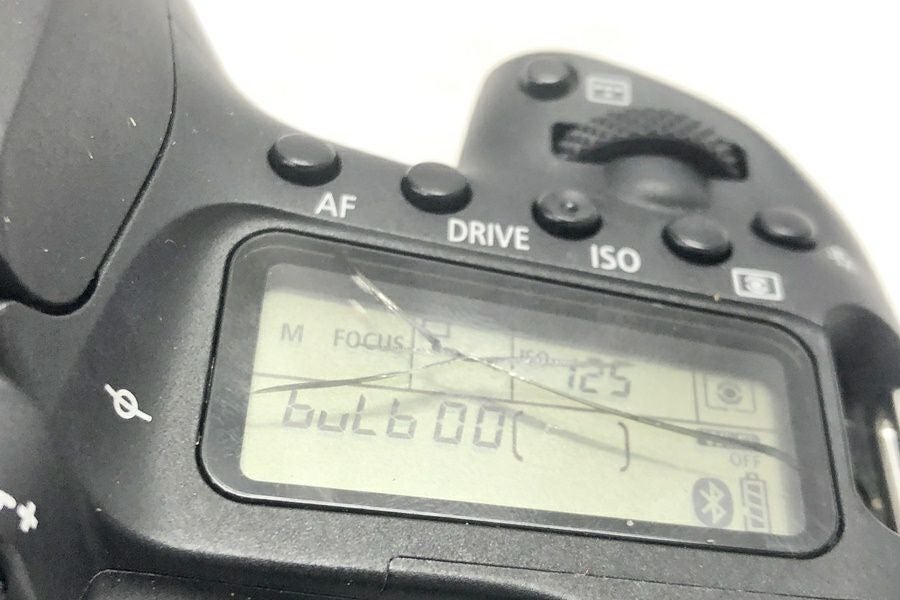 AF
DRIVE
ISO
M FOCUS ISO 125
buLb 00 [ ]
OFF